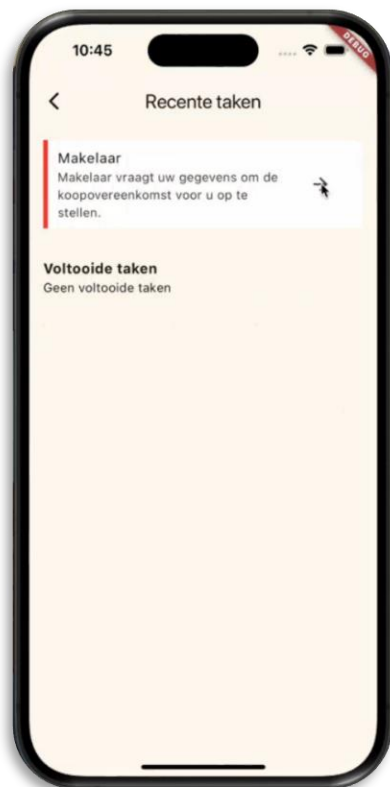 10:45
DEBUG
Recente taken
Makelaar
Makelaar vraagt uw gegevens om de
koopovereenkomst voor u op te
stellen.
Voltooide taken
Geen voltooide taken